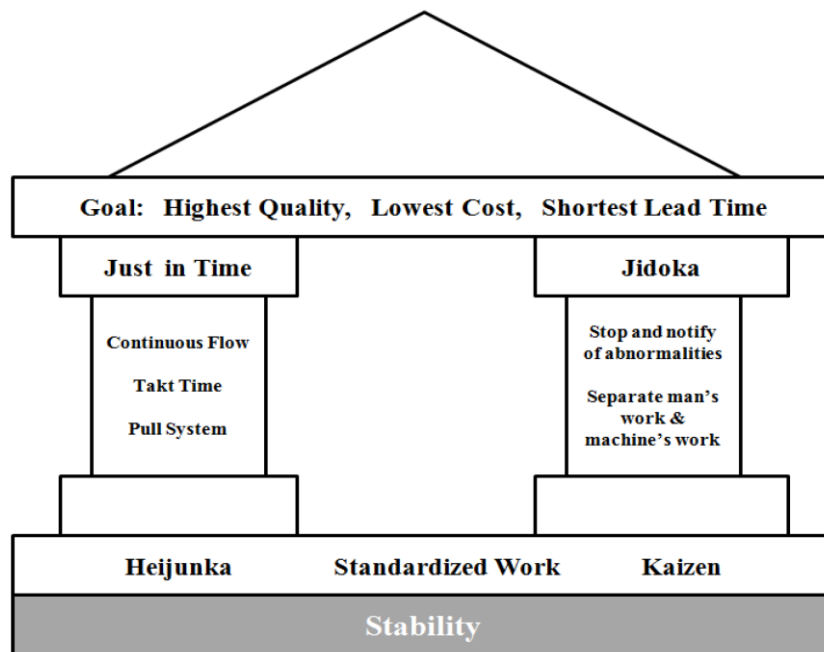 Goal: Highest Quality, Lowest Cost, Shortest Lead Time
Just in Time
Jidoka
Continuous Flow
Takt Time
Pull System
Stop and notify
of abnormalities
Separate man's
work &
machine's work
Heijunka
Standardized Work
Kaizen
Stability